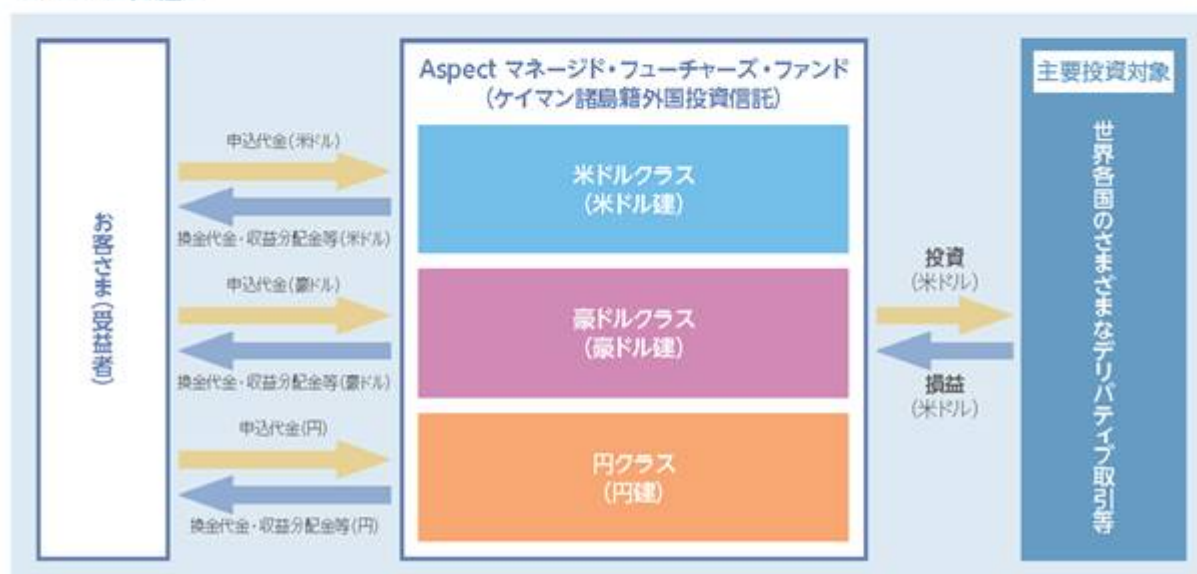 お客さま(受益者)
申込代金(米ドル)
換金代金・収益分配金等(米ドル)
申込代金(豪ドル)
換金代金・収益分配金等(豪ドル)
申込代金(円)
換金代金・収益分配金等(円)
Aspect マネージド・フューチャーズ・ファンド
(ケイマン諸島籍外国投資信託)
米ドルクラス
(米ドル建)
豪ドルクラス
(豪ドル建)
円クラス
(円建)
投資
(米ドル)
損益
(米ドル)
主要投資対象
世界各国のさまざまなデリバティブ取引等